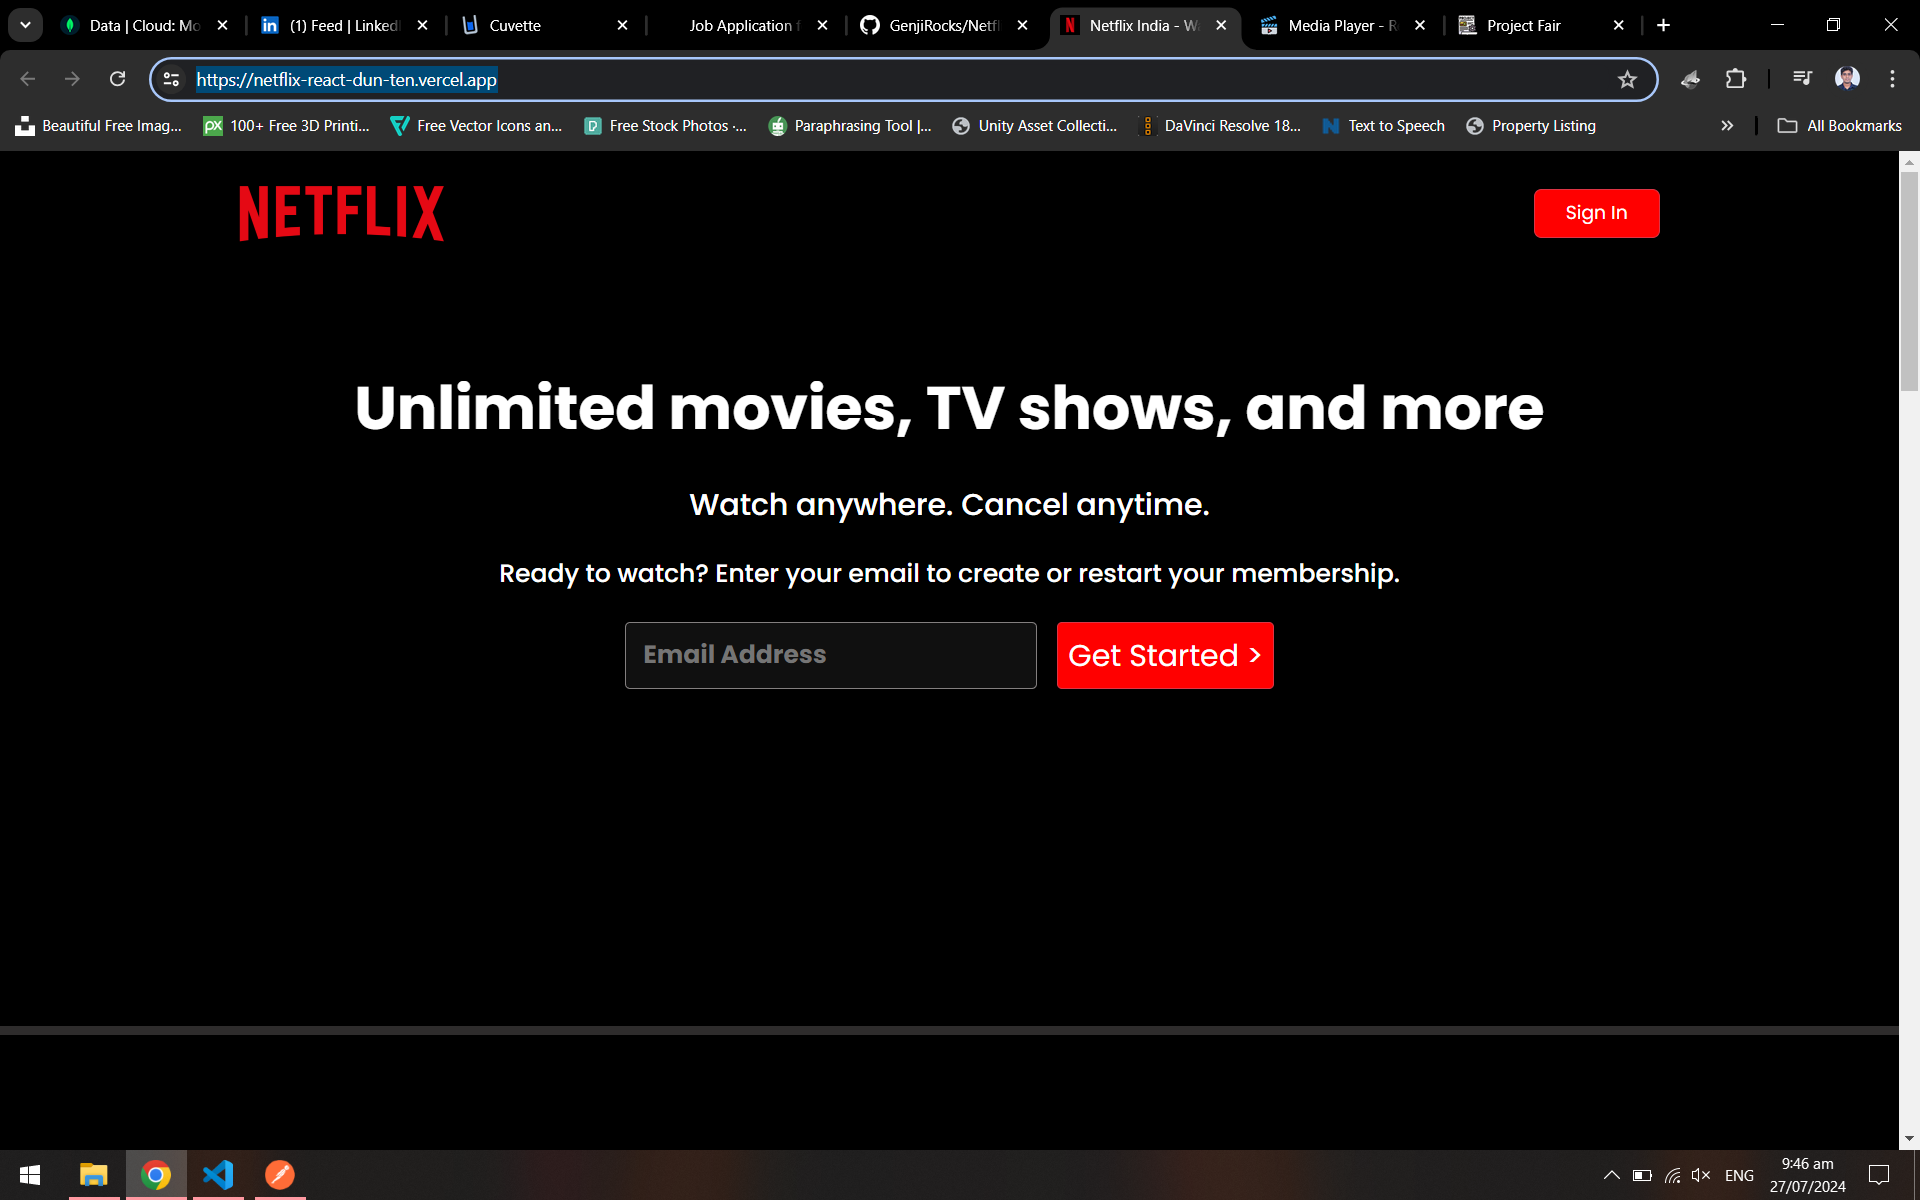 Data | Cloud: Mo
(1) Feed | LinkedI
Cuvette
Job Application f
GenjiRocks/Netfl
Netflix India - W
Media Player - R
Project Fair
https://netflix-react-dun-ten.vercel.app
Beautiful Free Imag...
px
100+ Free 3D Printi...
Free Vector Icons an...
Free Stock Photos ·...
Paraphrasing Tool |...
Unity Asset Collecti...
DaVinci Resolve 18...
Text to Speech
Property Listing
All Bookmarks
NETFLIX
Sign In
Unlimited movies, TV shows, and more
Watch anywhere. Cancel anytime.
Ready to watch? Enter your email to create or restart your membership.
Email Address
Get Started >
ENG
9:46 am
27/07/2024